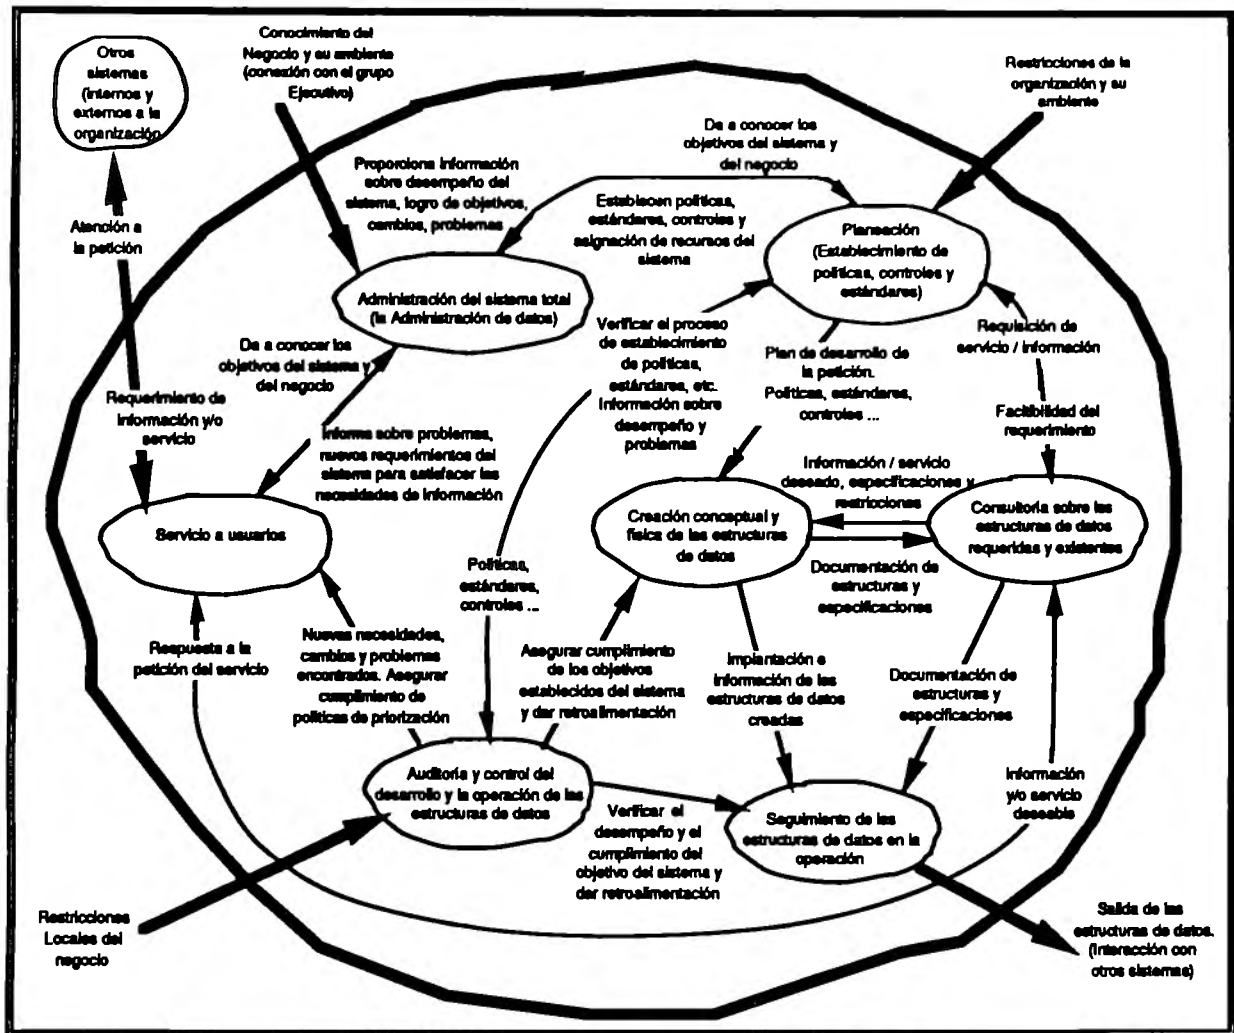 Otros
sistemas
(internos y
externos a la
organización
Conocimiento del
Negocio y su ambiente
(conexión con el grupo
Ejecutivo)
Restricciones de la
organización y su
ambiente
Da a conocer los
objetivos del sistema y
del negocio
Proporciona información
sobre desempeño del
sistema, logro de objetivos,
cambios, problemas
Establecen políticas,
estándares, controles y
asignación de recursos del
sistema
Planeación
(Establecimiento de
políticas, controles y
estándares)
Atención a
la petición
Administración del sistema total
(la Administración de datos)
Da a conocer los
objetivos del sistema y
del negocio
Verificar el proceso
de establecimiento
de políticas,
estándares, etc.
Información sobre
desempeño y
problemas
Plan de desarrollo de
la petición.
Políticas, estándares,
controles ...
Requisición de
servicio / información
Requerimiento de
información y/o
servicio
Informa sobre problemas,
nuevos requerimientos del
sistema para satisfacer las
necesidades de información
Factibilidad del
requerimiento
Información / servicio
deseado, especificaciones y
restricciones
Servicio a usuarios
Creación conceptual y
física de las estructuras
de datos
Consultoría sobre las
estructuras de datos
requeridas y existentes
Políticas,
estándares,
controles ...
Documentación de
estructuras y
especificaciones
Respuesta a la
petición del servicio
Nuevas necesidades,
cambios y problemas
encontrados. Asegurar
cumplimiento de
políticas de priorización
Asegurar cumplimiento
de los objetivos
establecidos del sistema
y dar retroalimentación
Implantación e
información de las
estructuras de datos
creadas
Documentación de
estructuras y
especificaciones
Auditoría y control del
desarrollo y la operación de las
estructuras de datos
Verificar el
desempeño y el
cumplimiento del
objetivo del sistema y
dar retroalimentación
Seguimiento de las
estructuras de datos en la
operación
Información
y/o servicio
deseable
Restricciones
Locales del
negocio
Salida de las
estructuras de datos.
(Interacción con
otros sistemas)